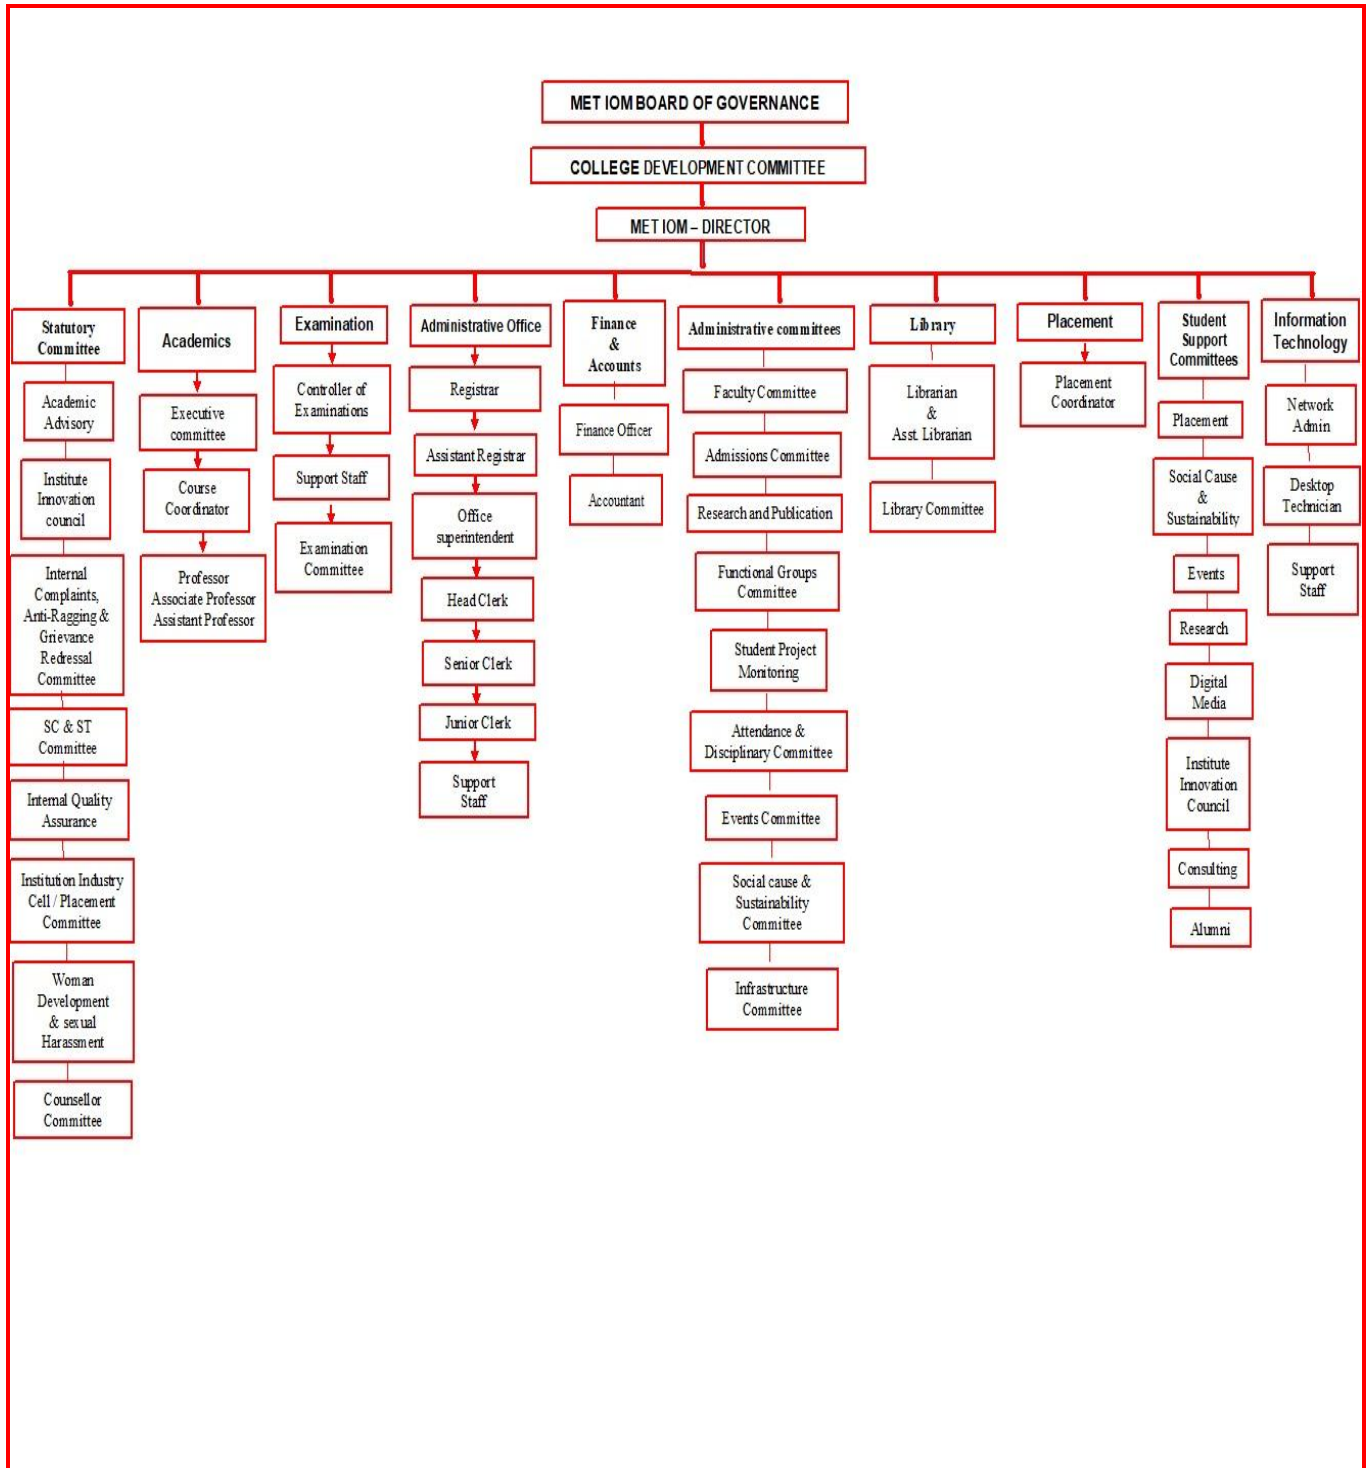 MET IOM BOARD OF GOVERNANCE
COLLEGE DEVELOPMENT COMMITTEE
MET IOM – DIRECTOR
Statutory
Committee
Academic
Advisory
Institute
Innovation
council
Internal
Complaints,
Anti-Ragging &
Grievance
Redressal
Committee
SC & ST
Committee
Internal Quality
Assurance
Institution Industry
Cell / Placement
Committee
Woman
Development
& sexual
Harassment
Counsellor
Committee
Academics
Executive
committee
Course
Coordinator
Professor
Associate Professor
Assistant Professor
Examination
Controller of
Examinations
Support Staff
Examination
Committee
Administrative Office
Registrar
Assistant Registrar
Office
superintendent
Head Clerk
Senior Clerk
Junior Clerk
Support
Staff
Finance
&
Accounts
Finance Officer
Accountant
Administrative committees
Faculty Committee
Admissions Committee
Research and Publication
Functional Groups
Committee
Student Project
Monitoring
Attendance &
Disciplinary Committee
Events Committee
Social cause &
Sustainability
Committee
Infrastructure
Committee
Library
Librarian
&
Asst. Librarian
Library Committee
Placement
Placement
Coordinator
Student
Support
Committees
Placement
Social Cause
&
Sustainability
Events
Research
Digital
Media
Institute
Innovation
Council
Consulting
Alumni
Information
Technology
Network
Admin
Desktop
Technician
Support
Staff